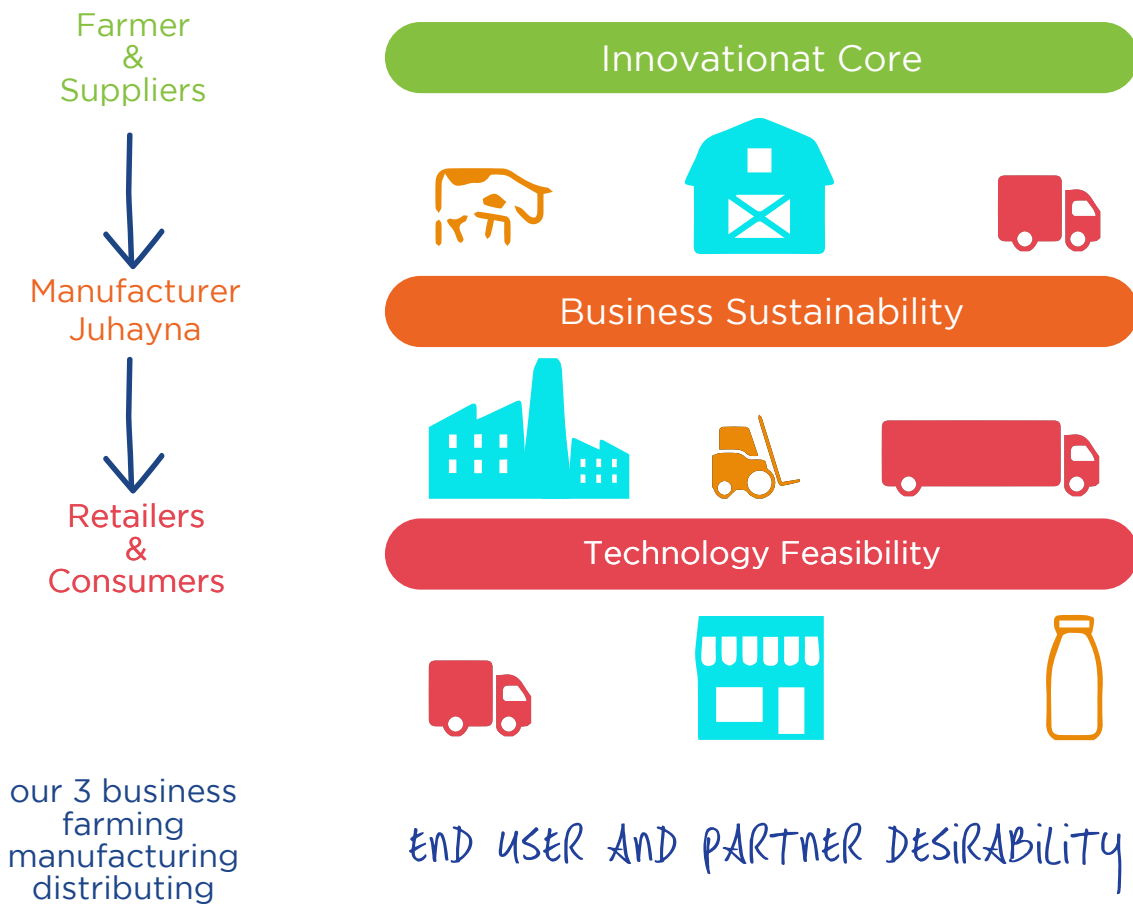 Farmer
&
Suppliers
Innovationat Core
Manufacturer
Juhayna
Business Sustainability
Retailers
&
Consumers
Technology Feasibility
our 3 business
farming
manufacturing
distributing
END USER AND PARTNER DESIRABILITY